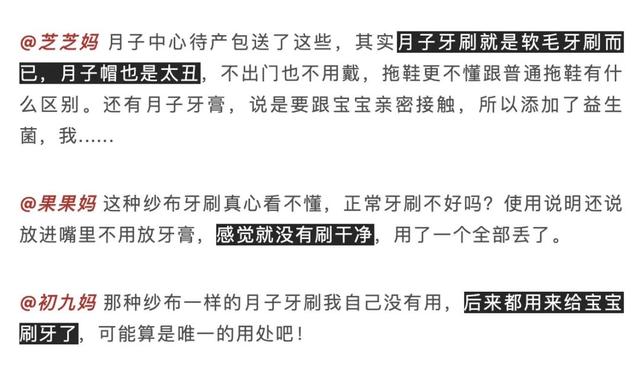 @芝芝妈 月子中心待产包送了这些，其实月子牙刷就是软毛牙刷而
已，月子帽也是太丑，不出门也不用戴，拖鞋更不懂跟普通拖鞋有什
么区别。还有月子牙膏，说是要跟宝宝亲密接触，所以添加了益生
菌，我……
@果果妈 这种纱布牙刷真心看不懂，正常牙刷不好吗？使用说明还说
放进嘴里不用放牙膏，感觉就没有刷干净，用了一个全部丢了。
@初九妈 那种纱布一样的月子牙刷我自己没有用，后来都用来给宝宝
刷牙了，可能算是唯一的用处吧！